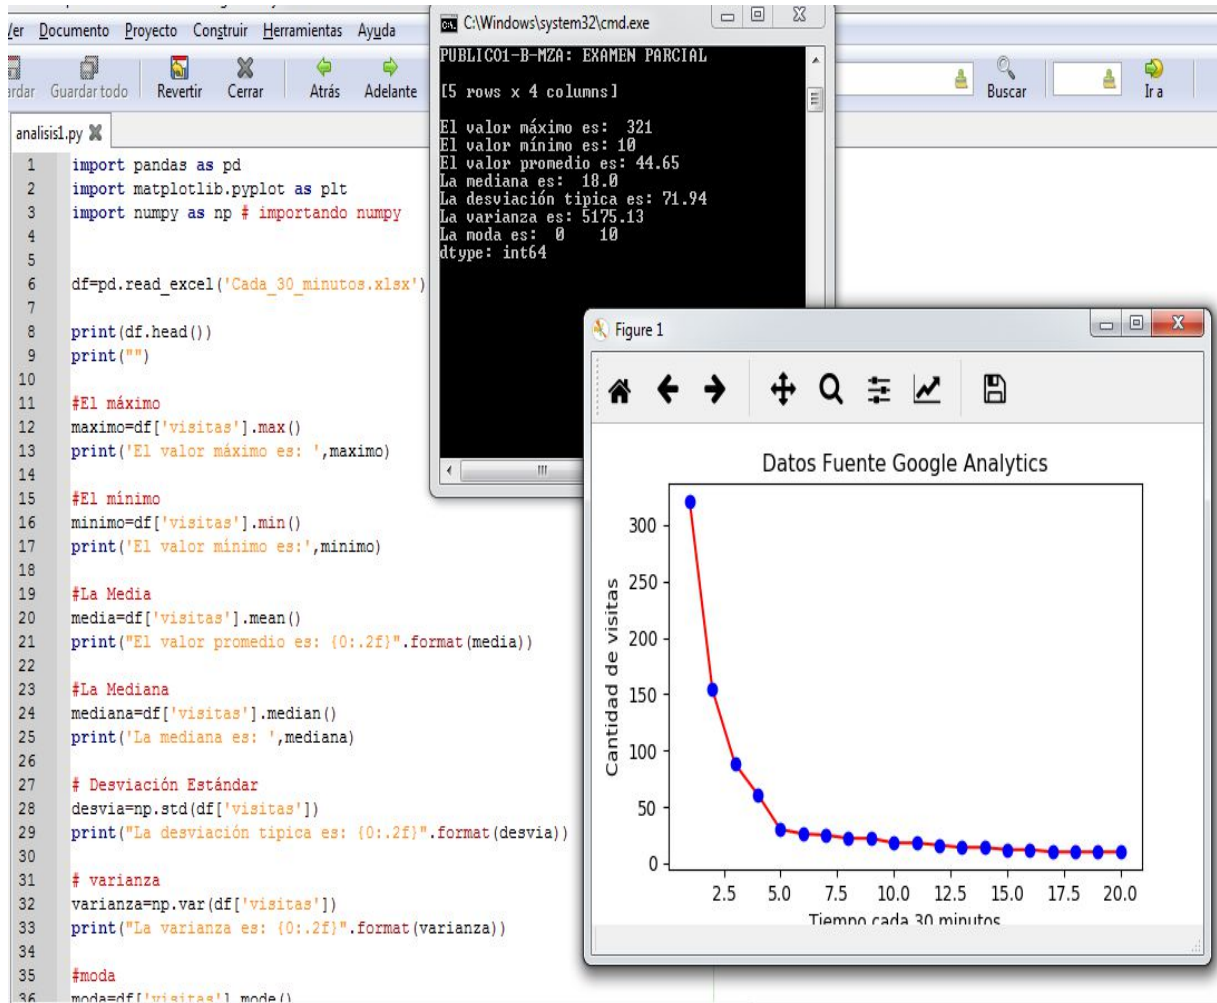 Ver Documento Proyecto Construir Herramientas Ayuda
Guardar todo Revertir Cerrar Atrás Adelante
Buscar Ir a
analisis1.py
1 import pandas as pd
2 import matplotlib.pyplot as plt
3 import numpy as np # importando numpy
4
5
6 df=pd.read_excel('Cada_30_minutos.xlsx')
7
8 print(df.head())
9 print("")
10
11 #El máximo
12 maximo=df['visitas'].max()
13 print('El valor máximo es: ',maximo)
14
15 #El mínimo
16 minimo=df['visitas'].min()
17 print('El valor mínimo es:',minimo)
18
19 #La Media
20 media=df['visitas'].mean()
21 print("El valor promedio es: {0:.2f}".format(media))
22
23 #La Mediana
24 mediana=df['visitas'].median()
25 print('La mediana es: ',mediana)
26
27 # Desviación Estándar
28 desvia=np.std(df['visitas'])
29 print("La desviación tipica es: {0:.2f}".format(desvia))
30
31 # varianza
32 varianza=np.var(df['visitas'])
33 print("La varianza es: {0:.2f}".format(varianza))
34
35 #moda
36 moda=df['visitas'].mode()
C:\Windows\system32\cmd.exe
PUBLICO1-B-MZA: EXAMEN PARCIAL
[5 rows x 4 columns]
El valor máximo es:  321
El valor mínimo es: 10
El valor promedio es: 44.65
La mediana es:  18.0
La desviación tipica es: 71.94
La varianza es: 5175.13
La moda es:  0    10
dtype: int64
Figure 1
Datos Fuente Google Analytics
Cantidad de visitas
300
250
200
150
100
50
0
2.5 5.0 7.5 10.0 12.5 15.0 17.5 20.0
Tiempo cada 30 minutos